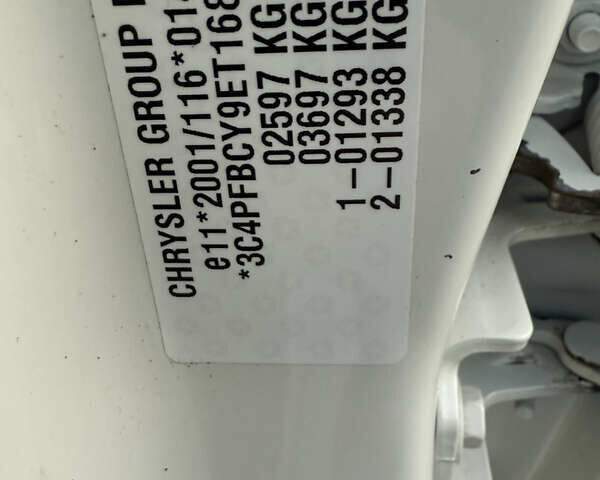 CHRYSLER GROUP
e11*2001/116*01
*3C4PFBCY9ET168
02597 KG
03697 KG
1-01293 KG
2-01338 KG